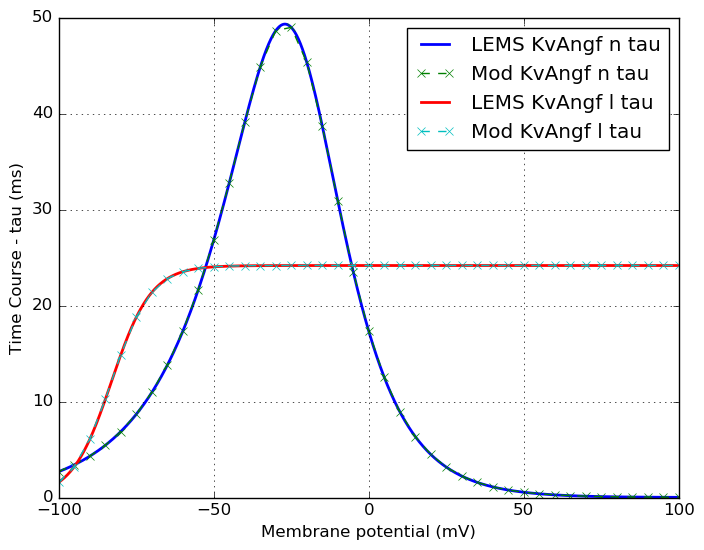 50
40
30
20
10
0
Time Course - tau (ms)
LEMS KvAngf n tau
Mod KvAngf n tau
LEMS KvAngf l tau
Mod KvAngf l tau
−100 −50 0 50 100
Membrane potential (mV)